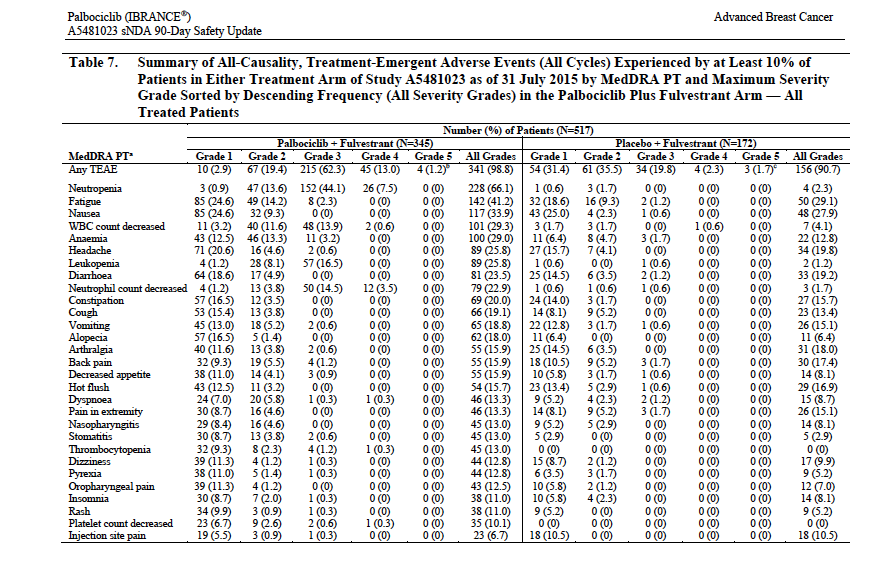 Palbociclib (IBRANCE®) Advanced Breast Cancer
A5481023 sNDA 90-Day Safety Update
Table 7. Summary of All-Causality, Treatment-Emergent Adverse Events (All Cycles) Experienced by at Least 10% of
Patients in Either Treatment Arm of Study A5481023 as of 31 July 2015 by MedDRA PT and Maximum Severity
Grade Sorted by Descending Frequency (All Severity Grades) in the Palbociclib Plus Fulvestrant Arm — All
Treated Patients
Number (%) of Patients (N=517)
Palbociclib + Fulvestrant (N=345) Placebo + Fulvestrant (N=172)
MedDRA PTª Grade 1 Grade 2 Grade 3 Grade 4 Grade 5 All Grades Grade 1 Grade 2 Grade 3 Grade 4 Grade 5 All Grades
Any TEAE 10 (2.9) 67 (19.4) 215 (62.3) 45 (13.0) 4 (1.2)b 341 (98.8) 54 (31.4) 61 (35.5) 34 (19.8) 4 (2.3) 3 (1.7)c 156 (90.7)
Neutropenia 3 (0.9) 47 (13.6) 152 (44.1) 26 (7.5) 0 (0) 228 (66.1) 1 (0.6) 3 (1.7) 0 (0) 0 (0) 0 (0) 4 (2.3)
Fatigue 85 (24.6) 49 (14.2) 8 (2.3) 0 (0) 0 (0) 142 (41.2) 32 (18.6) 16 (9.3) 2 (1.2) 0 (0) 0 (0) 50 (29.1)
Nausea 85 (24.6) 32 (9.3) 0 (0) 0 (0) 0 (0) 117 (33.9) 43 (25.0) 4 (2.3) 1 (0.6) 0 (0) 0 (0) 48 (27.9)
WBC count decreased 11 (3.2) 40 (11.6) 48 (13.9) 2 (0.6) 0 (0) 101 (29.3) 3 (1.7) 3 (1.7) 0 (0) 1 (0.6) 0 (0) 7 (4.1)
Anaemia 43 (12.5) 46 (13.3) 11 (3.2) 0 (0) 0 (0) 100 (29.0) 11 (6.4) 8 (4.7) 3 (1.7) 0 (0) 0 (0) 22 (12.8)
Headache 71 (20.6) 16 (4.6) 2 (0.6) 0 (0) 0 (0) 89 (25.8) 27 (15.7) 7 (4.1) 0 (0) 0 (0) 0 (0) 34 (19.8)
Leukopenia 4 (1.2) 28 (8.1) 57 (16.5) 0 (0) 0 (0) 89 (25.8) 1 (0.6) 0 (0) 1 (0.6) 0 (0) 0 (0) 2 (1.2)
Diarrhoea 64 (18.6) 17 (4.9) 0 (0) 0 (0) 0 (0) 81 (23.5) 25 (14.5) 6 (3.5) 2 (1.2) 0 (0) 0 (0) 33 (19.2)
Neutrophil count decreased 4 (1.2) 13 (3.8) 50 (14.5) 12 (3.5) 0 (0) 79 (22.9) 1 (0.6) 1 (0.6) 1 (0.6) 0 (0) 0 (0) 3 (1.7)
Constipation 57 (16.5) 12 (3.5) 0 (0) 0 (0) 0 (0) 69 (20.0) 24 (14.0) 3 (1.7) 0 (0) 0 (0) 0 (0) 27 (15.7)
Cough 53 (15.4) 13 (3.8) 0 (0) 0 (0) 0 (0) 66 (19.1) 14 (8.1) 9 (5.2) 0 (0) 0 (0) 0 (0) 23 (13.4)
Vomiting 45 (13.0) 18 (5.2) 2 (0.6) 0 (0) 0 (0) 65 (18.8) 22 (12.8) 3 (1.7) 1 (0.6) 0 (0) 0 (0) 26 (15.1)
Alopecia 57 (16.5) 5 (1.4) 0 (0) 0 (0) 0 (0) 62 (18.0) 11 (6.4) 0 (0) 0 (0) 0 (0) 0 (0) 11 (6.4)
Arthralgia 40 (11.6) 13 (3.8) 2 (0.6) 0 (0) 0 (0) 55 (15.9) 25 (14.5) 6 (3.5) 0 (0) 0 (0) 0 (0) 31 (18.0)
Back pain 32 (9.3) 19 (5.5) 4 (1.2) 0 (0) 0 (0) 55 (15.9) 18 (10.5) 9 (5.2) 3 (1.7) 0 (0) 0 (0) 30 (17.4)
Decreased appetite 38 (11.0) 14 (4.1) 3 (0.9) 0 (0) 0 (0) 55 (15.9) 10 (5.8) 3 (1.7) 1 (0.6) 0 (0) 0 (0) 14 (8.1)
Hot flush 43 (12.5) 11 (3.2) 0 (0) 0 (0) 0 (0) 54 (15.7) 23 (13.4) 5 (2.9) 1 (0.6) 0 (0) 0 (0) 29 (16.9)
Dyspnoea 24 (7.0) 20 (5.8) 1 (0.3) 1 (0.3) 0 (0) 46 (13.3) 9 (5.2) 4 (2.3) 2 (1.2) 0 (0) 0 (0) 15 (8.7)
Pain in extremity 30 (8.7) 16 (4.6) 0 (0) 0 (0) 0 (0) 46 (13.3) 14 (8.1) 9 (5.2) 3 (1.7) 0 (0) 0 (0) 26 (15.1)
Nasopharyngitis 29 (8.4) 16 (4.6) 0 (0) 0 (0) 0 (0) 45 (13.0) 9 (5.2) 5 (2.9) 0 (0) 0 (0) 0 (0) 14 (8.1)
Stomatitis 30 (8.7) 13 (3.8) 2 (0.6) 0 (0) 0 (0) 45 (13.0) 5 (2.9) 0 (0) 0 (0) 0 (0) 0 (0) 5 (2.9)
Thrombocytopenia 32 (9.3) 8 (2.3) 4 (1.2) 1 (0.3) 0 (0) 45 (13.0) 0 (0) 0 (0) 0 (0) 0 (0) 0 (0) 0 (0)
Dizziness 39 (11.3) 4 (1.2) 1 (0.3) 0 (0) 0 (0) 44 (12.8) 15 (8.7) 2 (1.2) 0 (0) 0 (0) 0 (0) 17 (9.9)
Pyrexia 38 (11.0) 5 (1.4) 1 (0.3) 0 (0) 0 (0) 44 (12.8) 6 (3.5) 3 (1.7) 0 (0) 0 (0) 0 (0) 9 (5.2)
Oropharyngeal pain 39 (11.3) 4 (1.2) 0 (0) 0 (0) 0 (0) 43 (12.5) 10 (5.8) 2 (1.2) 0 (0) 0 (0) 0 (0) 12 (7.0)
Insomnia 30 (8.7) 7 (2.0) 1 (0.3) 0 (0) 0 (0) 38 (11.0) 10 (5.8) 4 (2.3) 0 (0) 0 (0) 0 (0) 14 (8.1)
Rash 34 (9.9) 3 (0.9) 1 (0.3) 0 (0) 0 (0) 38 (11.0) 9 (5.2) 0 (0) 0 (0) 0 (0) 0 (0) 9 (5.2)
Platelet count decreased 23 (6.7) 9 (2.6) 2 (0.6) 1 (0.3) 0 (0) 35 (10.1) 0 (0) 0 (0) 0 (0) 0 (0) 0 (0) 0 (0)
Injection site pain 19 (5.5) 3 (0.9) 1 (0.3) 0 (0) 0 (0) 23 (6.7) 18 (10.5) 0 (0) 0 (0) 0 (0) 0 (0) 18 (10.5)